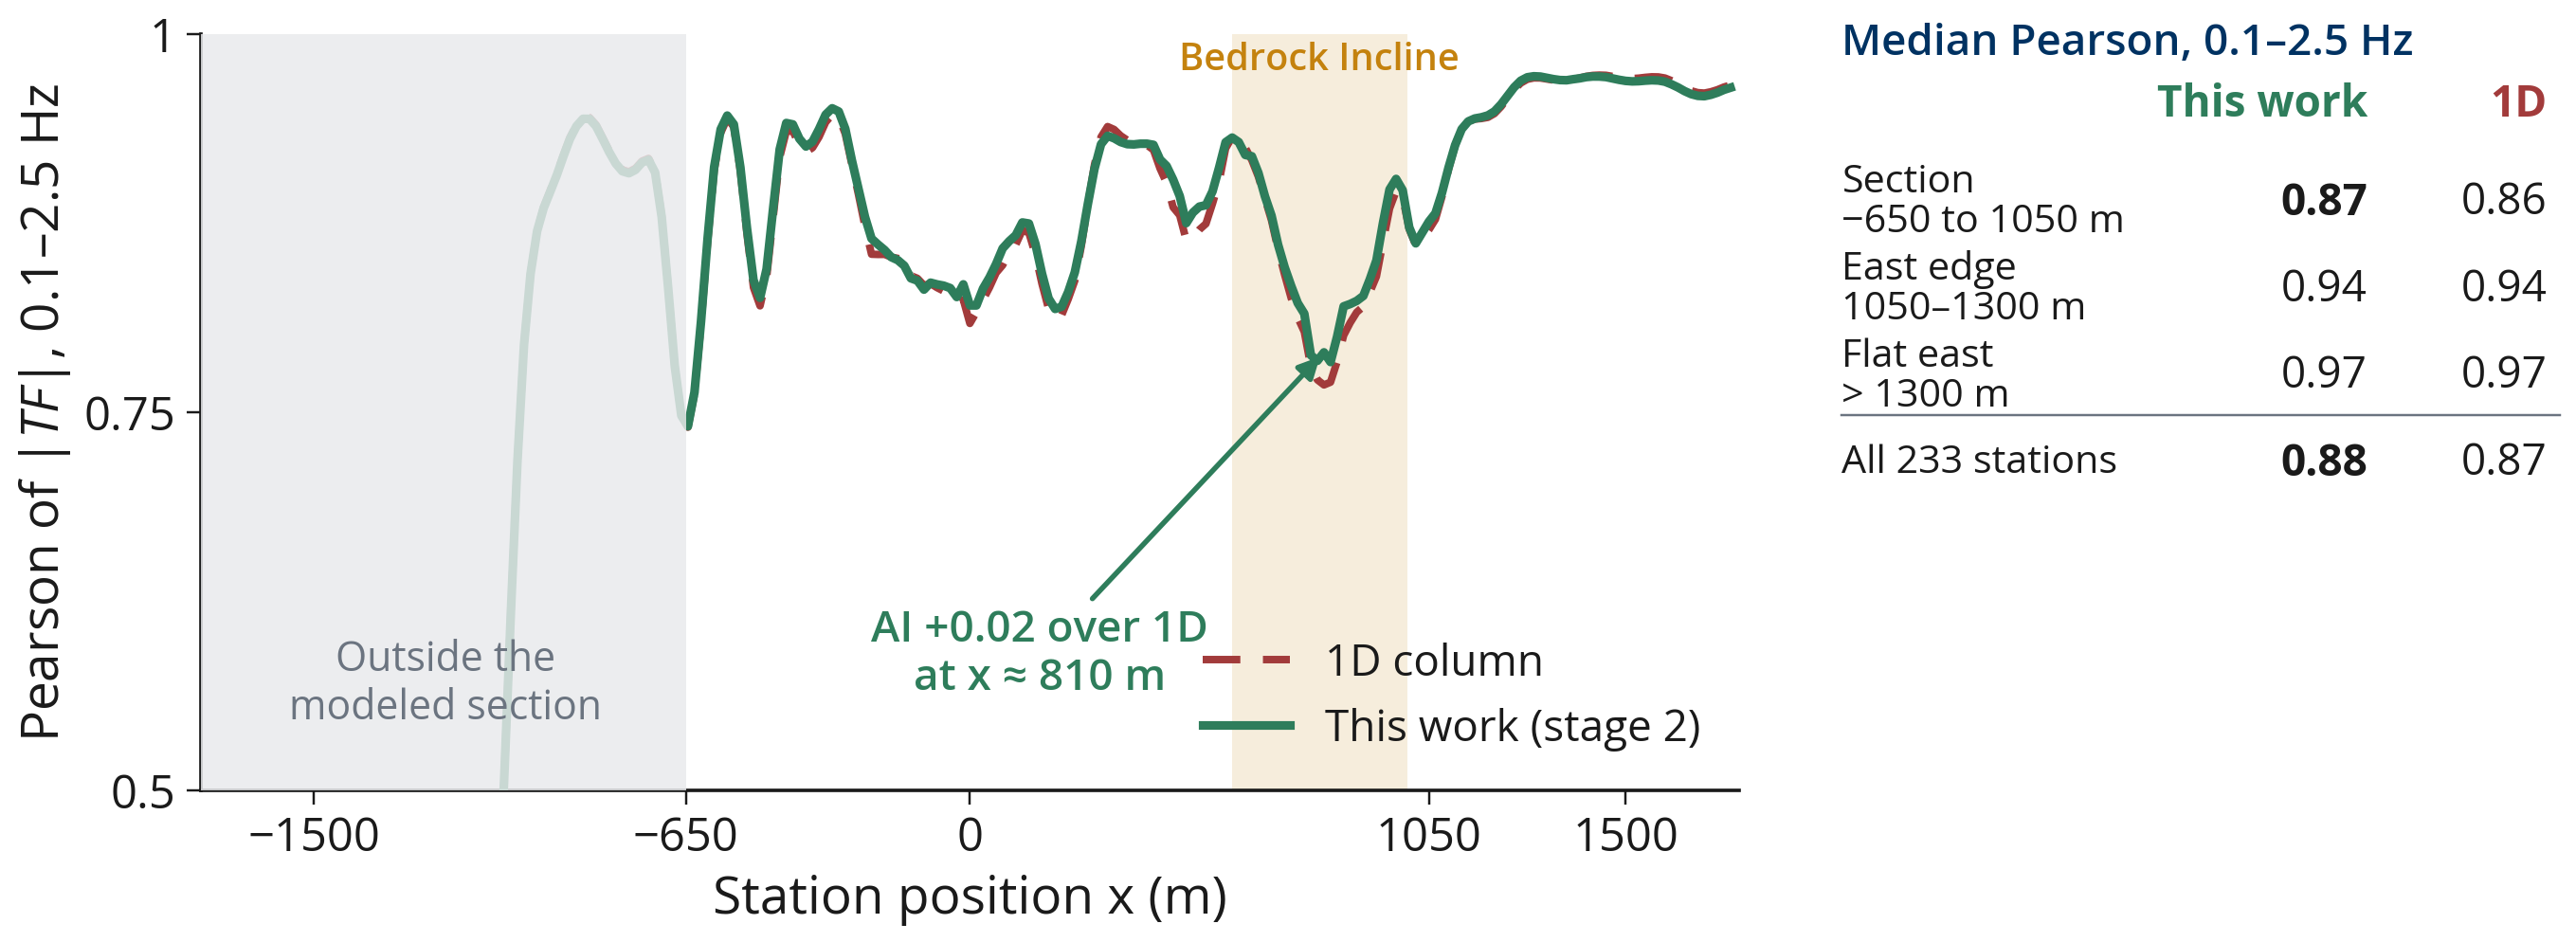 Pearson of |TF|, 0.1–2.5 Hz
1
0.75
0.5
Bedrock Incline
Outside the
modeled section
AI +0.02 over 1D
at x ≈ 810 m
1D column
This work (stage 2)
−1500
−650
0
1050
1500
Station position x (m)
Median Pearson, 0.1–2.5 Hz
This work 1D
Section
−650 to 1050 m 0.87 0.86
East edge
1050–1300 m 0.94 0.94
Flat east
> 1300 m 0.97 0.97
All 233 stations 0.88 0.87